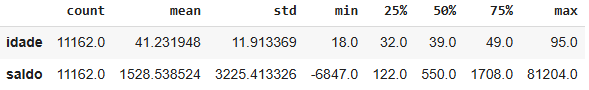 count mean std min 25% 50% 75% max
idade 11162.0 41.231948 11.913369 18.0 32.0 39.0 49.0 95.0
saldo 11162.0 1528.538524 3225.413326 -6847.0 122.0 550.0 1708.0 81204.0